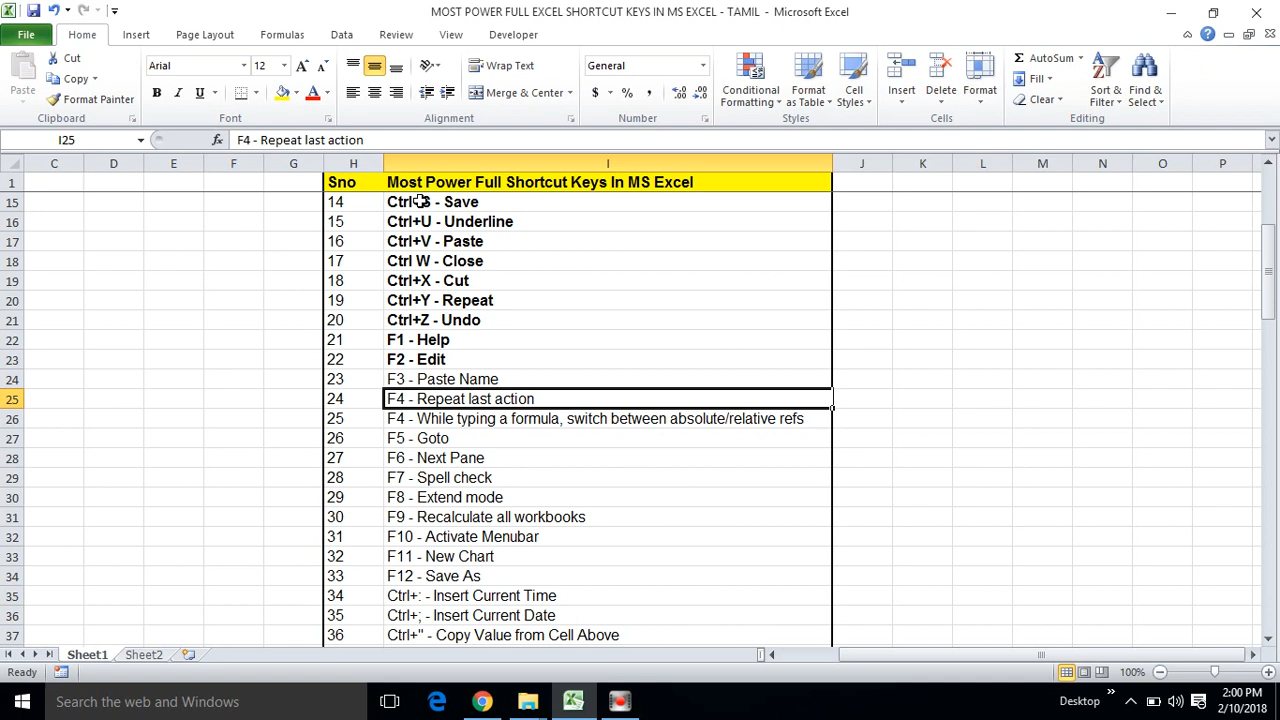 MOST POWER FULL EXCEL SHORTCUT KEYS IN MS EXCEL - TAMIL - Microsoft Excel
File Home Insert Page Layout Formulas Data Review View Developer
Paste
Cut
Copy
Format Painter
Clipboard
Arial 12
B I U
Font
Wrap Text
Merge & Center
Alignment
General
$ % ,
Number
Conditional Formatting
Format as Table
Cell Styles
Styles
Insert Delete Format
Cells
AutoSum
Fill
Clear
Sort & Filter
Find & Select
Editing
I25 fx F4 - Repeat last action
C D E F G H I J K L M N O P
1 Sno Most Power Full Shortcut Keys In MS Excel
15 14 Ctrl+S - Save
16 15 Ctrl+U - Underline
17 16 Ctrl+V - Paste
18 17 Ctrl W - Close
19 18 Ctrl+X - Cut
20 19 Ctrl+Y - Repeat
21 20 Ctrl+Z - Undo
22 21 F1 - Help
23 22 F2 - Edit
24 23 F3 - Paste Name
25 24 F4 - Repeat last action
26 25 F4 - While typing a formula, switch between absolute/relative refs
27 26 F5 - Goto
28 27 F6 - Next Pane
29 28 F7 - Spell check
30 29 F8 - Extend mode
31 30 F9 - Recalculate all workbooks
32 31 F10 - Activate Menubar
33 32 F11 - New Chart
34 33 F12 - Save As
35 34 Ctrl+: - Insert Current Time
36 35 Ctrl+; - Insert Current Date
37 36 Ctrl+" - Copy Value from Cell Above
Sheet1 Sheet2
Ready 100%
Search the web and Windows
Desktop
2:00 PM
2/10/2018